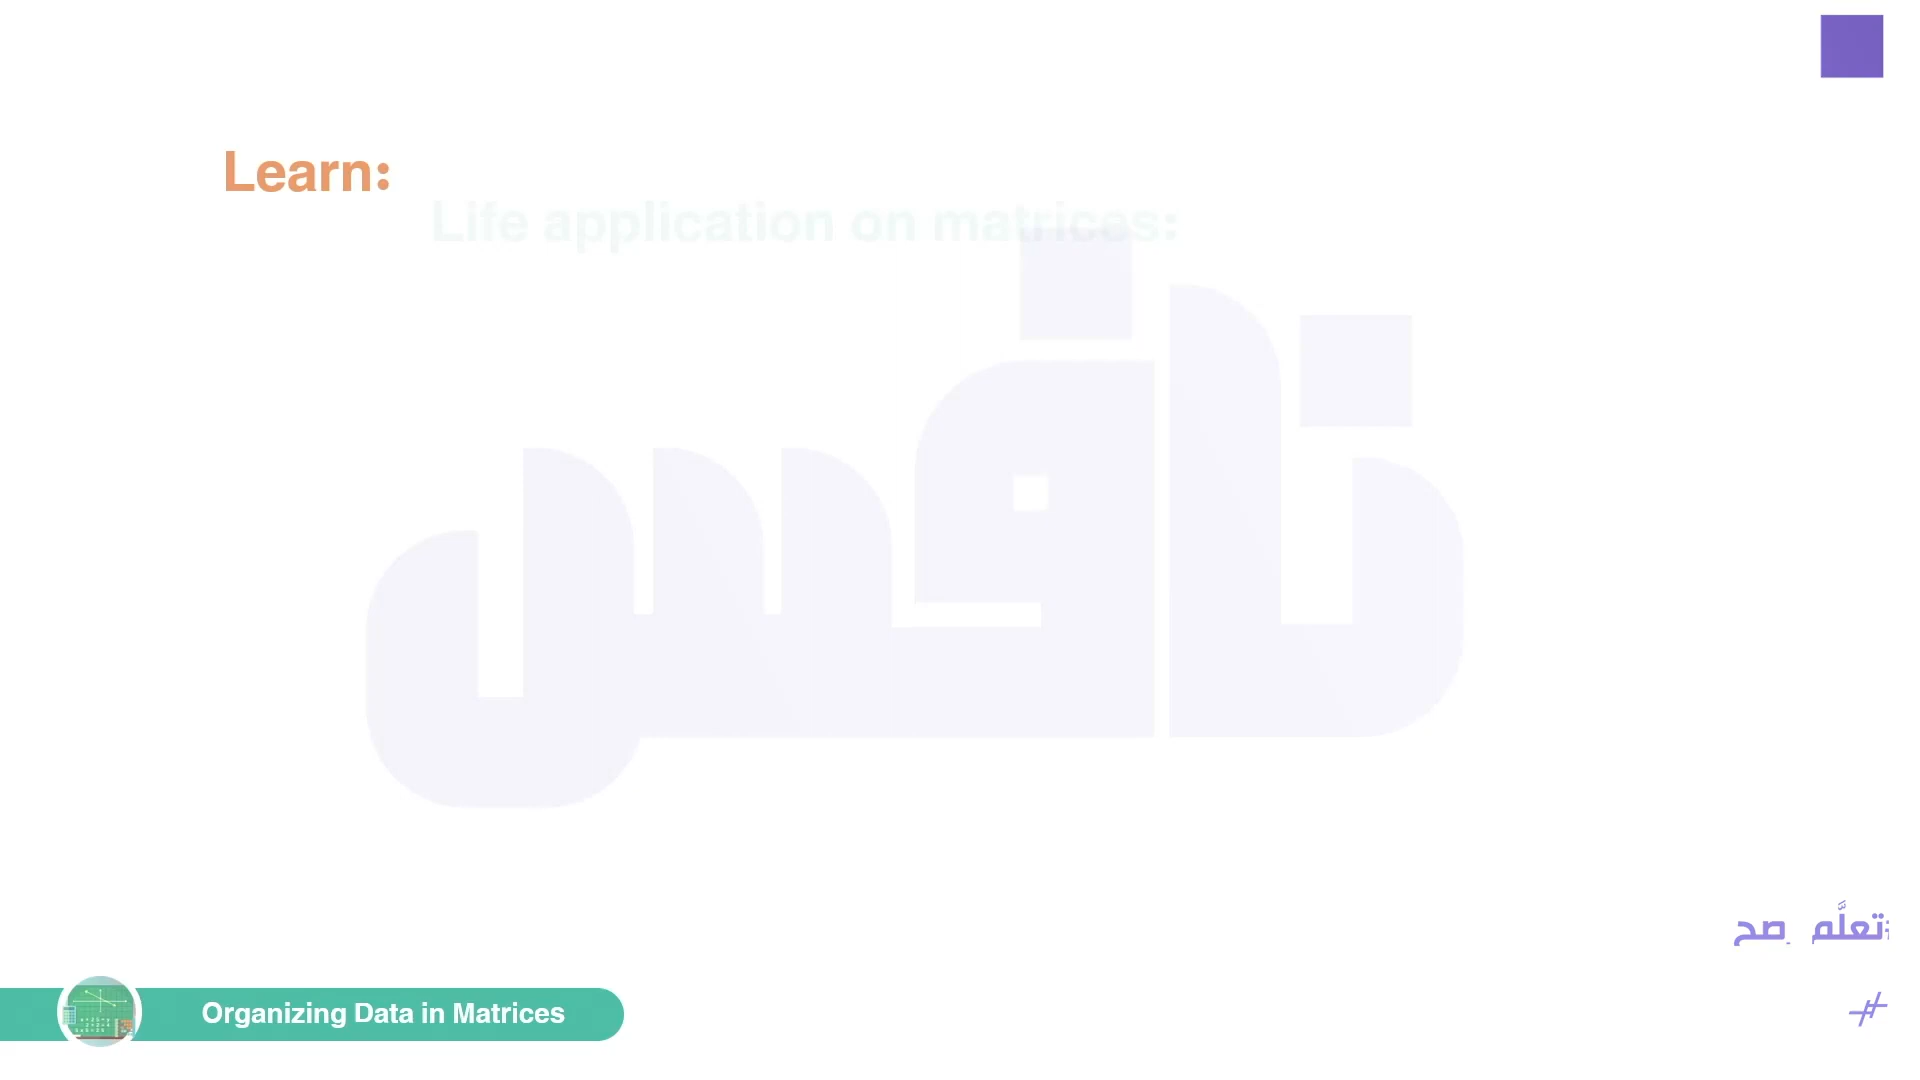 Learn:
Life application on matrices:
نافس
تعلَّم صح
#
Organizing Data in Matrices